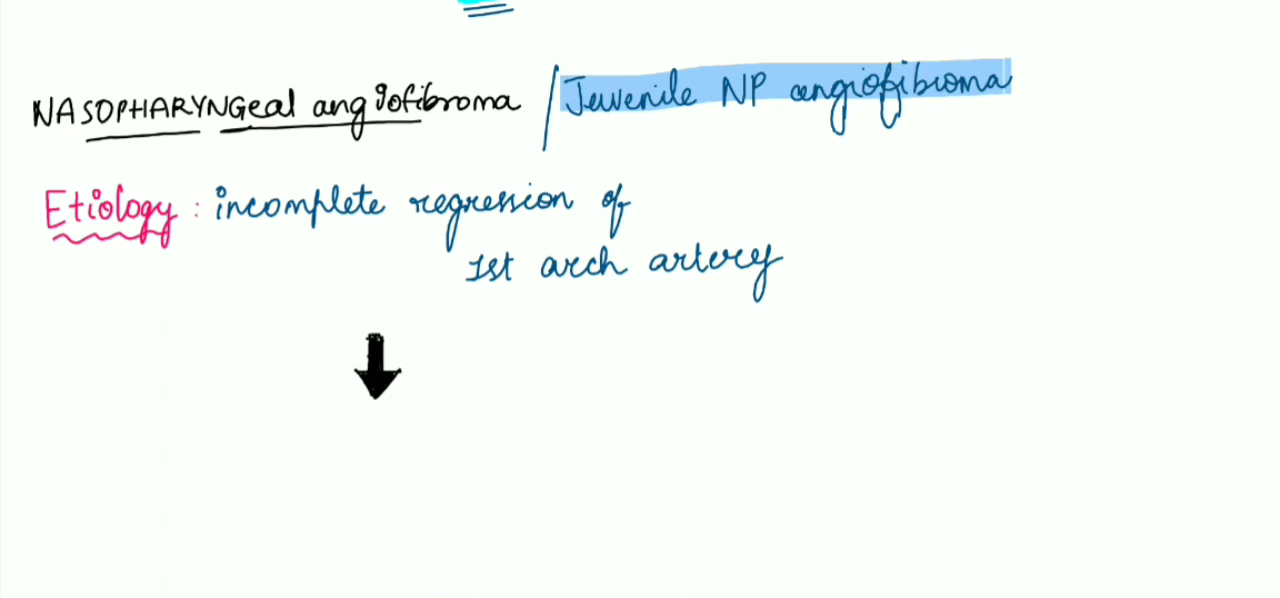 NASOPHARYNGeal angiofibroma / Juvenile NP angiofibroma
Etiology : incomplete regression of
1st arch artery